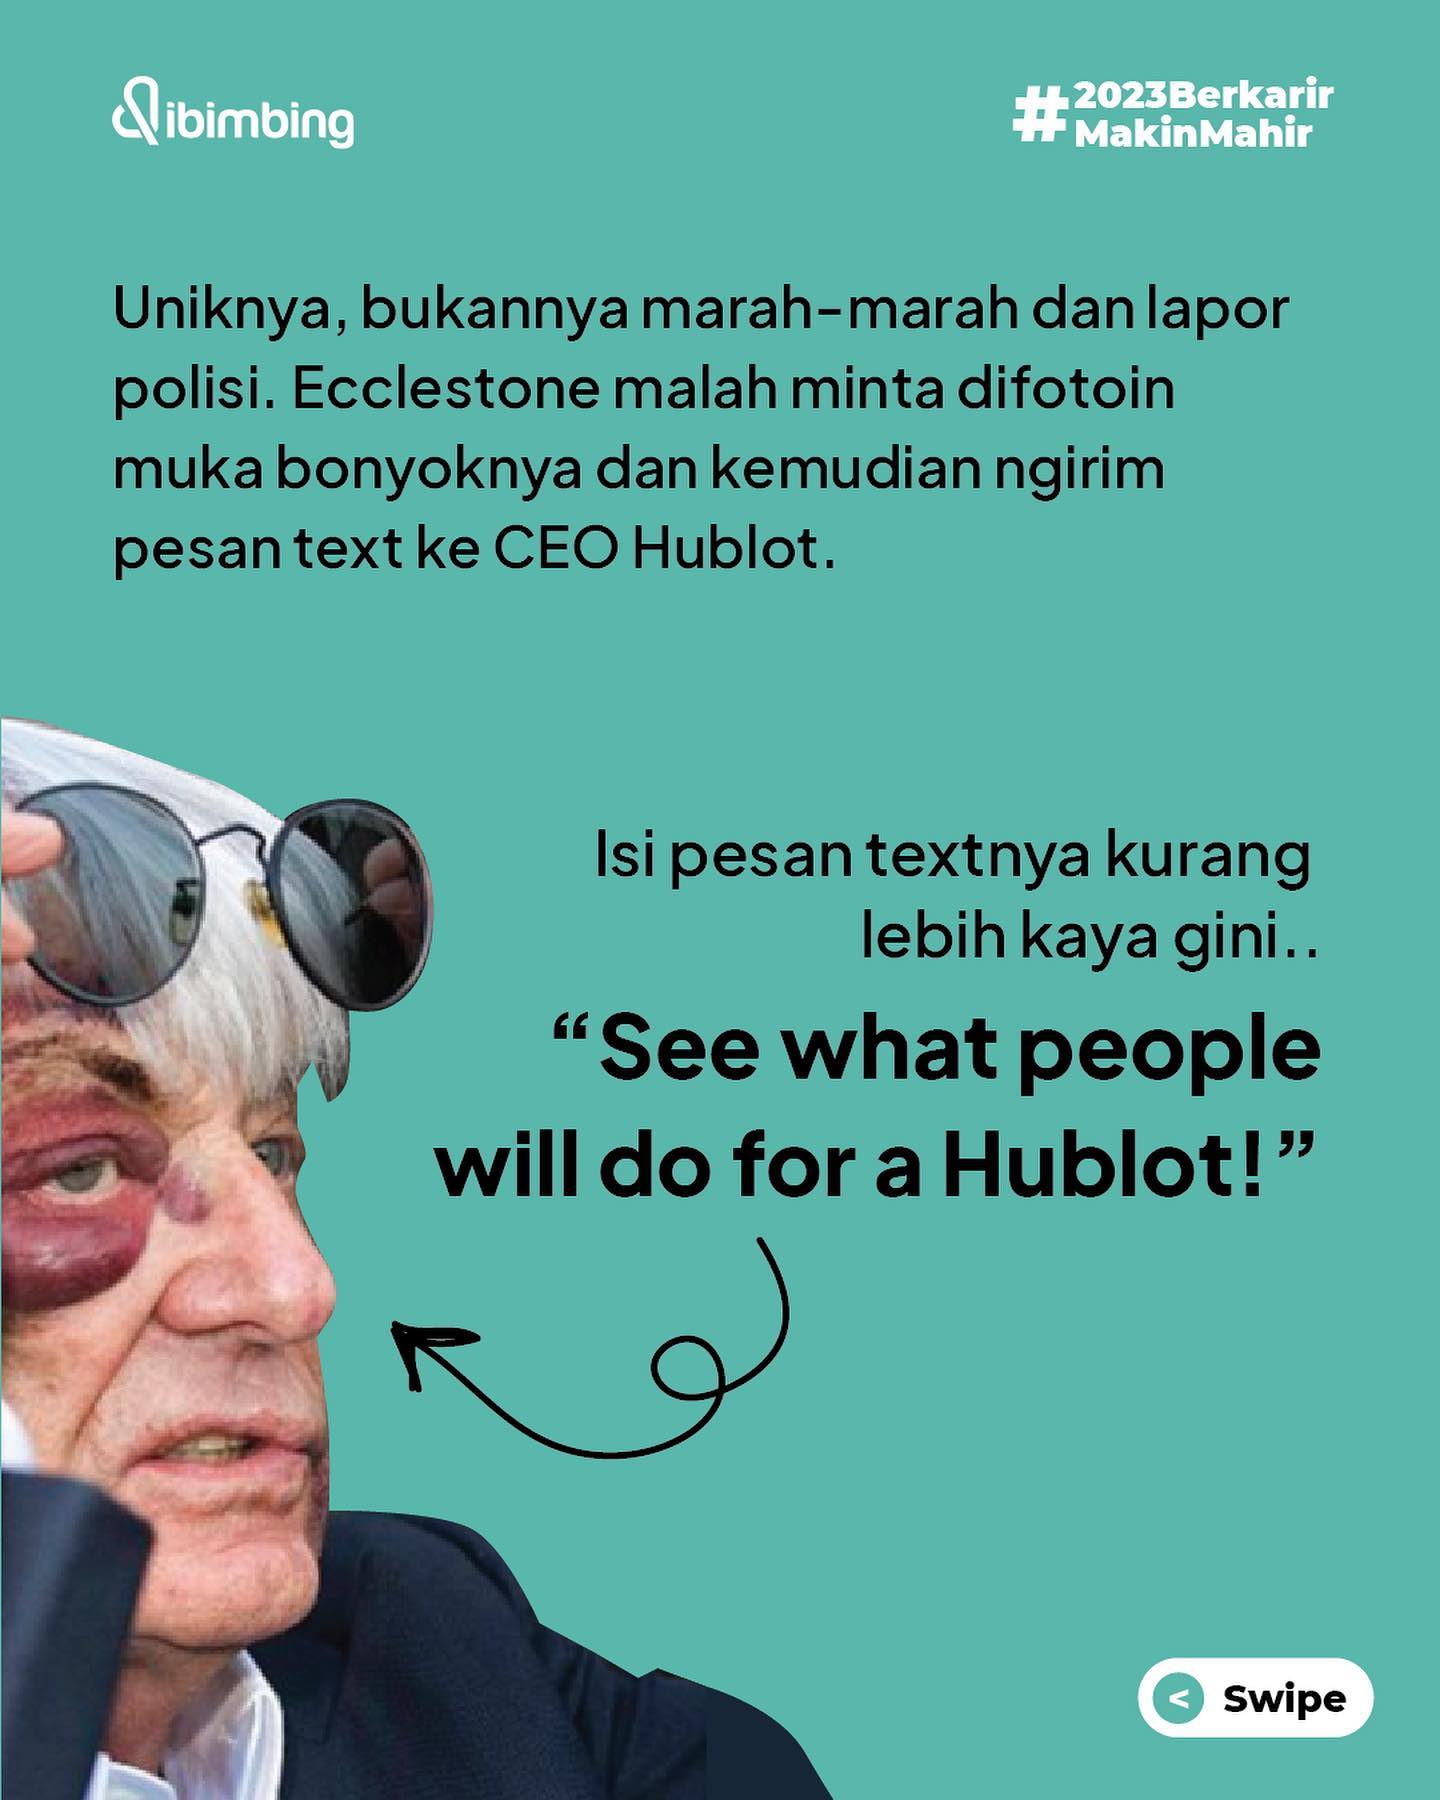 ibimbing
#2023Berkarir
MakinMahir
Uniknya, bukannya marah-marah dan lapor
polisi. Ecclestone malah minta difotoin
muka bonyoknya dan kemudian ngirim
pesan text ke CEO Hublot.
Isi pesan textnya kurang
lebih kaya gini..
“See what people
will do for a Hublot!”
< Swipe